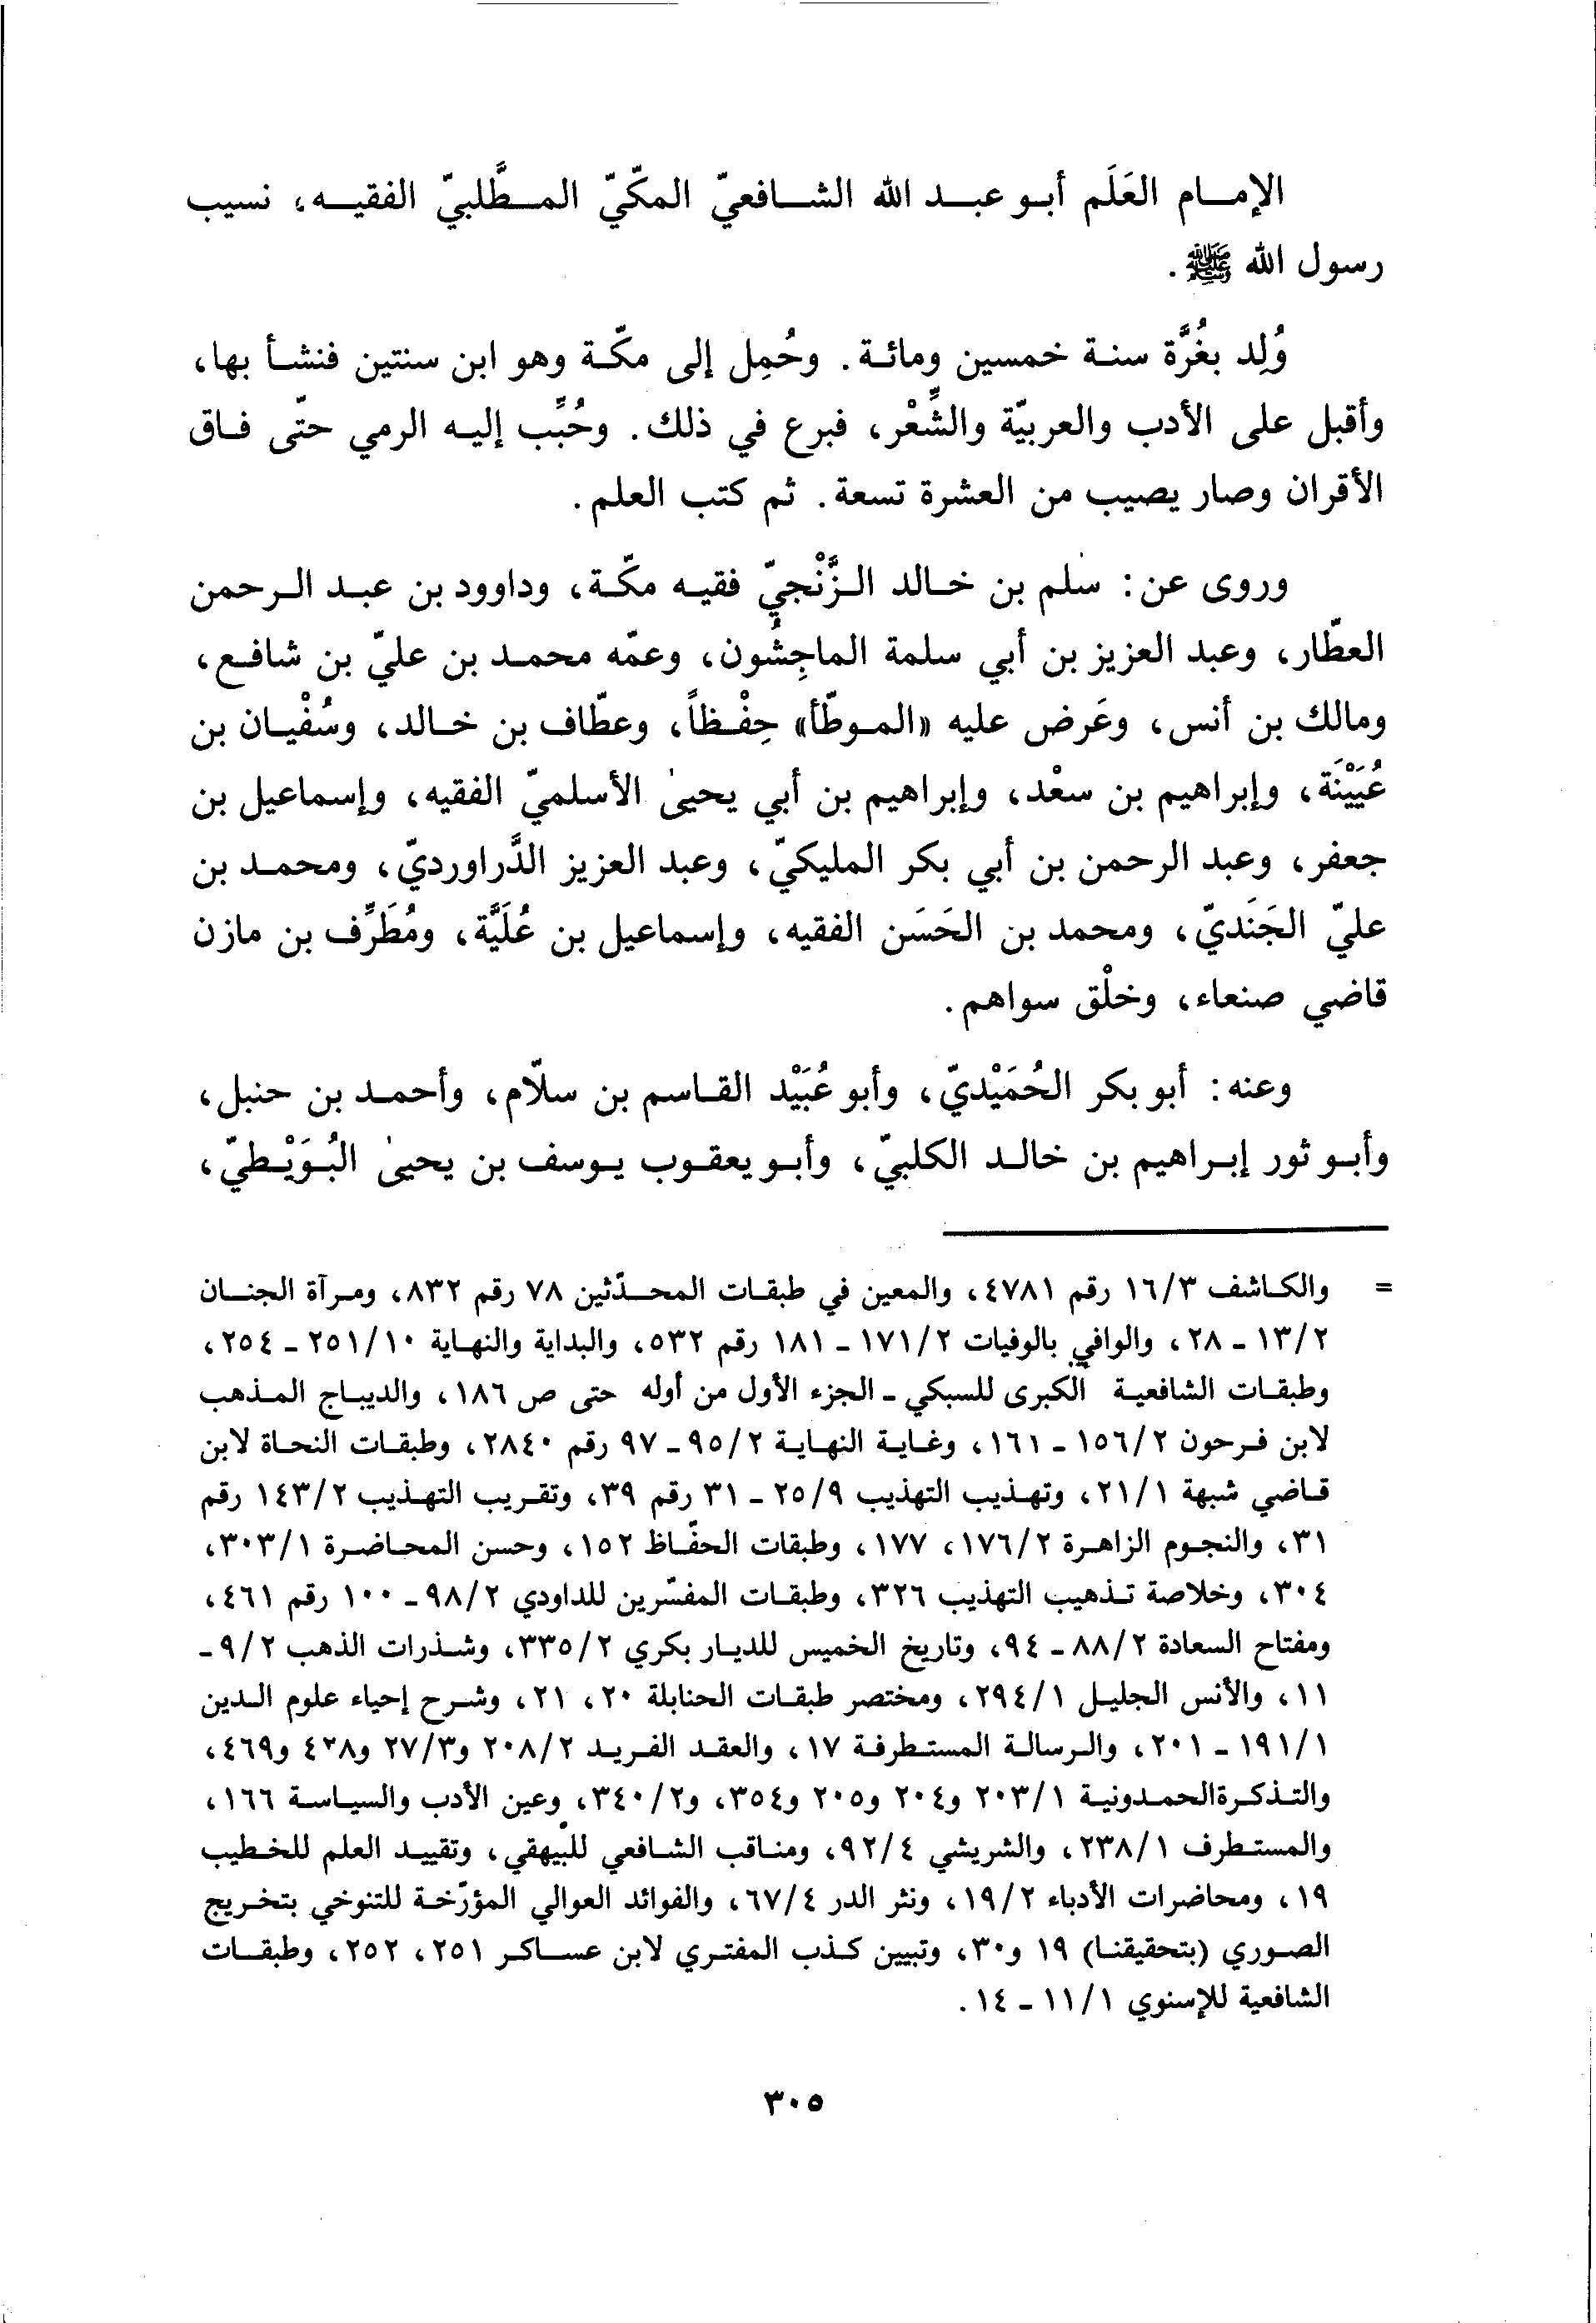 الإمام العَلَم أبو عبد الله الشافعيّ المكّيّ المطَّلبيّ الفقيه، نسيب
رسول الله ﷺ.
وُلِد بغُرَّة سنة خمسين ومائة. وحُمِل إلى مكّة وهو ابن سنتين فنشأ بها،
وأقبل على الأدب والعربيّة والشِّعْر، فبرع في ذلك. وحُبِّب إليه الرمي حتّى فاق
الأقران وصار يصيب من العشرة تسعة. ثم كتب العلم.
وروى عن: سلم بن خالد الزَّنْجيّ فقيه مكّة، وداوود بن عبد الرحمن
العطّار، وعبد العزيز بن أبي سلمة الماجِشُون، وعمّه محمد بن عليّ بن شافع،
ومالك بن أنس، وعَرض عليه «الموطّأ» حِفْظاً، وعطّاف بن خالد، وسُفْيان بن
عُيَيْنَة، وإبراهيم بن سعْد، وإبراهيم بن أبي يحيىٰ الأسلميّ الفقيه، وإسماعيل بن
جعفر، وعبد الرحمن بن أبي بكر المليكيّ، وعبد العزيز الدَّراورديّ، ومحمد بن
عليّ الجَنَديّ، ومحمد بن الحَسَن الفقيه، وإسماعيل بن عُلَيَّة، ومُطَرِّف بن مازن
قاضي صنعاء، وخلْق سواهم.
وعنه: أبو بكر الحُمَيْديّ، وأبو عُبَيْد القاسم بن سلّام، وأحمد بن حنبل،
وأبو ثور إبراهيم بن خالد الكلبيّ، وأبو يعقوب يوسف بن يحيىٰ البُوَيْطيّ،
= والكاشف ١٦/٣ رقم ٤٧٨١، والمعين في طبقات المحدّثين ٧٨ رقم ٨٣٢، ومرآة الجنان
١٣/٢ - ٢٨، والوافي بالوفيات ١٧١/٢ - ١٨١ رقم ٥٣٢، والبداية والنهاية ٢٥١/١٠ - ٢٥٤،
وطبقات الشافعية الكبرى للسبكي - الجزء الأول من أوله حتى ص ١٨٦، والديباج المذهب
لابن فرحون ١٥٦/٢ - ١٦١، وغاية النهاية ٩٥/٢ - ٩٧ رقم ٢٨٤٠، وطبقات النحاة لابن
قاضي شهبة ٢١/١، وتهذيب التهذيب ٢٥/٩ - ٣١ رقم ٣٩، وتقريب التهذيب ١٤٣/٢ رقم
٣١، والنجوم الزاهرة ١٧٦/٢، ١٧٧، وطبقات الحفّاظ ١٥٢، وحسن المحاضرة ٣٠٣/١،
٣٠٤، وخلاصة تذهيب التهذيب ٣٢٦، وطبقات المفسّرين للداودي ٩٨/٢ - ١٠٠ رقم ٤٦١،
ومفتاح السعادة ٨٨/٢ - ٩٤، وتاريخ الخميس للديار بكري ٣٣٥/٢، وشذرات الذهب ٩/٢ -
١١، والأنس الجليل ٢٩٤/١، ومختصر طبقات الحنابلة ٢٠، ٢١، وشرح إحياء علوم الدين
١٩١/١ - ٢٠١، والرسالة المستطرفة ١٧، والعقد الفريد ٢٠٨/٢ و٢٧/٣ و٤٢٨ و٤٦٩،
والتذكرة الحمدونية ٢٠٣/١ و٢٠٤ و٢٠٥ و٣٥٤، و٣٤٠/٢، وعين الأدب والسياسة ١٦٦،
والمستطرف ٢٣٨/١، والشريشي ٩٢/٤، ومناقب الشافعي للبيهقي، وتقييد العلم للخطيب
١٩، ومحاضرات الأدباء ١٩/٢، ونثر الدر ٦٧/٤، والفوائد العوالي المؤرّخة للتنوخي بتخريج
الصوري (بتحقيقنا) ١٩ و٣٠، وتبيين كذب المفتري لابن عساكر ٢٥١، ٢٥٢، وطبقات
الشافعية للإسنوي ١١/١ - ١٤.
٣٠٥